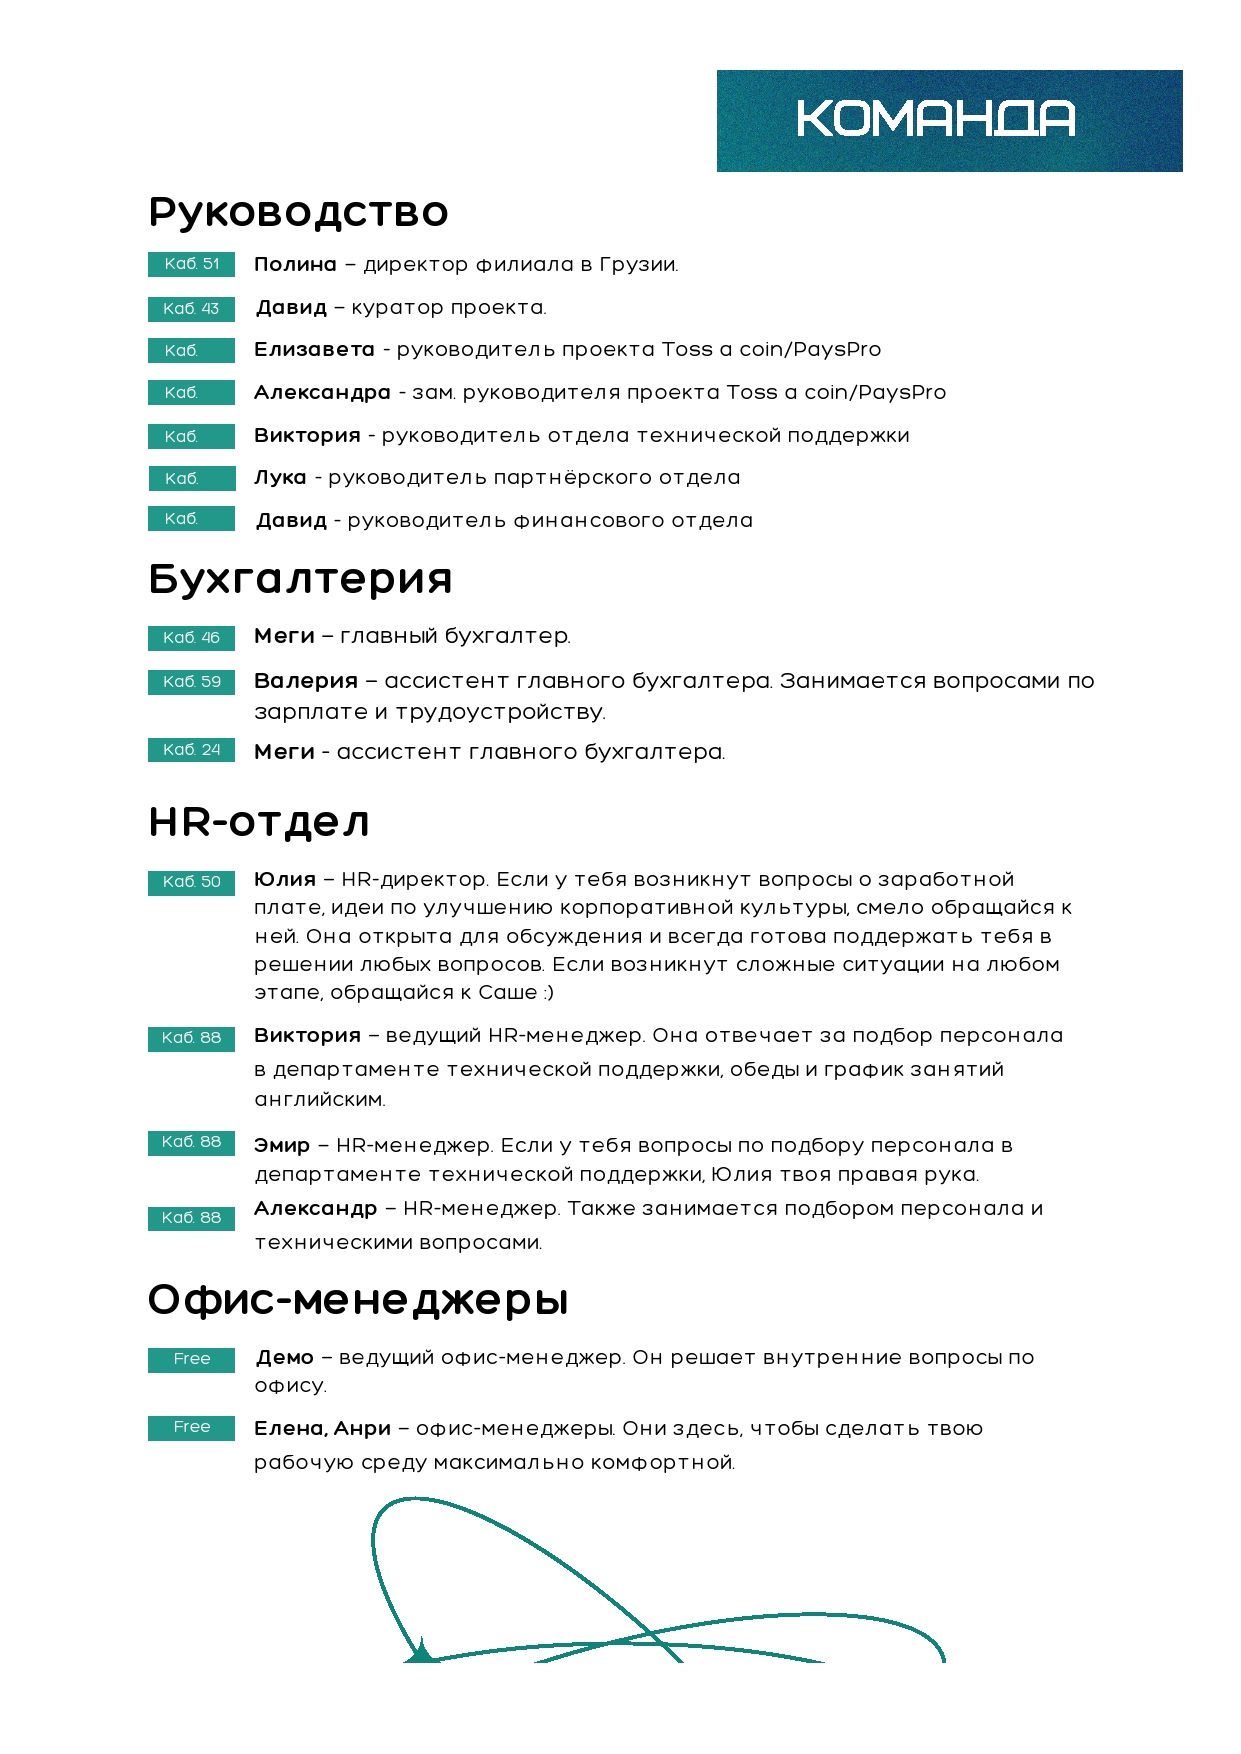 КОМАНДА
Руководство
Каб. 51 Полина – директор филиала в Грузии.
Каб. 43 Давид – куратор проекта.
Каб. Елизавета - руководитель проекта Toss a coin/PaysPro
Каб. Александра - зам. руководителя проекта Toss a coin/PaysPro
Каб. Виктория - руководитель отдела технической поддержки
Каб. Лука - руководитель партнёрского отдела
Каб. Давид - руководитель финансового отдела
Бухгалтерия
Каб. 46 Меги – главный бухгалтер.
Каб. 59 Валерия – ассистент главного бухгалтера. Занимается вопросами по
зарплате и трудоустройству.
Каб. 24 Меги - ассистент главного бухгалтера.
HR-отдел
Каб. 50 Юлия – HR-директор. Если у тебя возникнут вопросы о заработной
плате, идеи по улучшению корпоративной культуры, смело обращайся к
ней. Она открыта для обсуждения и всегда готова поддержать тебя в
решении любых вопросов. Если возникнут сложные ситуации на любом
этапе, обращайся к Саше :)
Каб. 88 Виктория – ведущий HR-менеджер. Она отвечает за подбор персонала
в департаменте технической поддержки, обеды и график занятий
английским.
Каб. 88 Эмир – HR-менеджер. Если у тебя вопросы по подбору персонала в
департаменте технической поддержки, Юлия твоя правая рука.
Каб. 88 Александр – HR-менеджер. Также занимается подбором персонала и
техническими вопросами.
Офис-менеджеры
Free Демо – ведущий офис-менеджер. Он решает внутренние вопросы по
офису.
Free Елена, Анри – офис-менеджеры. Они здесь, чтобы сделать твою
рабочую среду максимально комфортной.